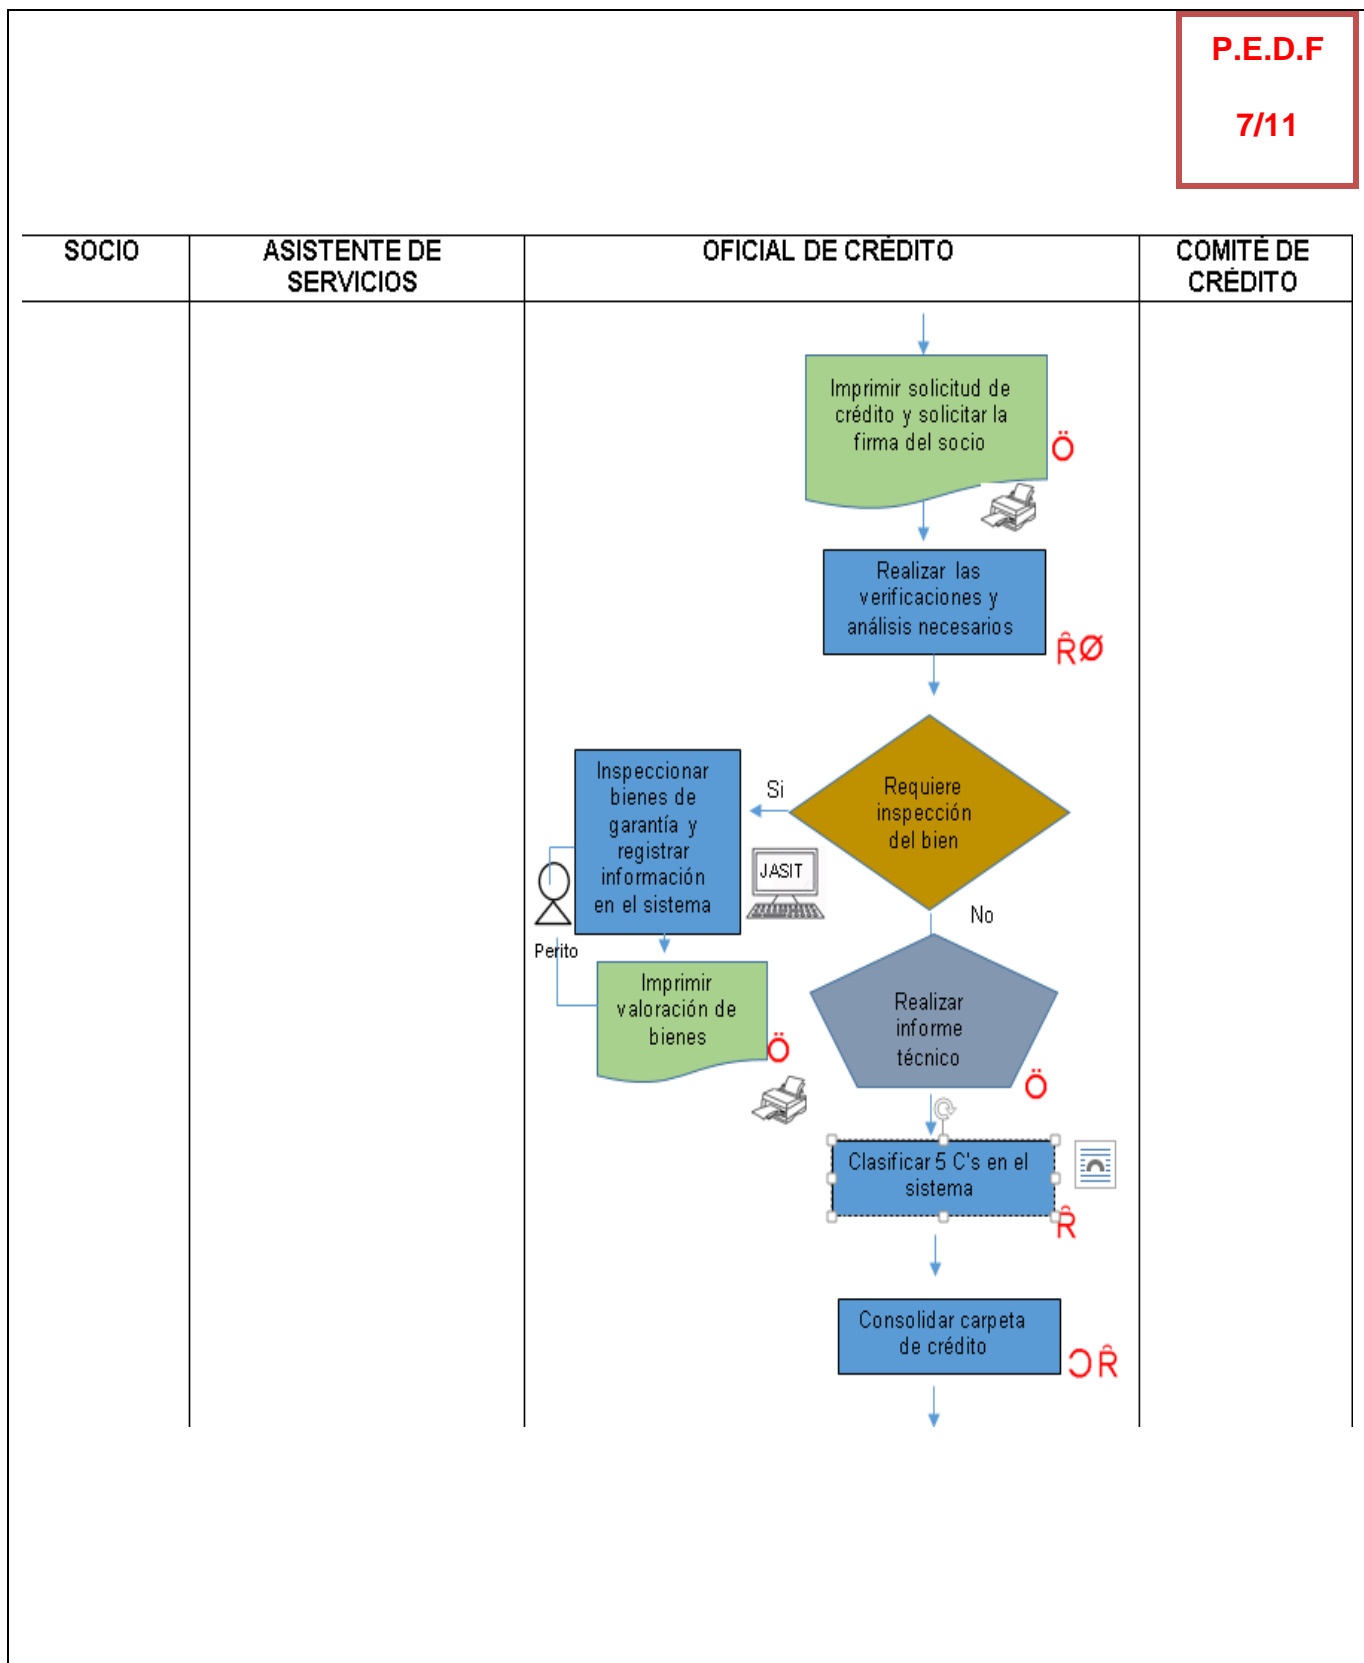 P.E.D.F
7/11
SOCIO
ASISTENTE DE
SERVICIOS
OFICIAL DE CRÉDITO
COMITÉ DE
CRÉDITO
Imprimir solicitud de
crédito y solicitar la
firma del socio
Ö
Realizar las
verificaciones y
análisis necesarios
R̂Ø
Requiere
inspección
del bien
Si
Inspeccionar
bienes de
garantía y
registrar
información
en el sistema
JASIT
Perito
No
Imprimir
valoración de
bienes
Ö
Realizar
informe
técnico
Ö
Clasificar 5 C's en el
sistema
R̂
Consolidar carpeta
de crédito
Ɔ R̂